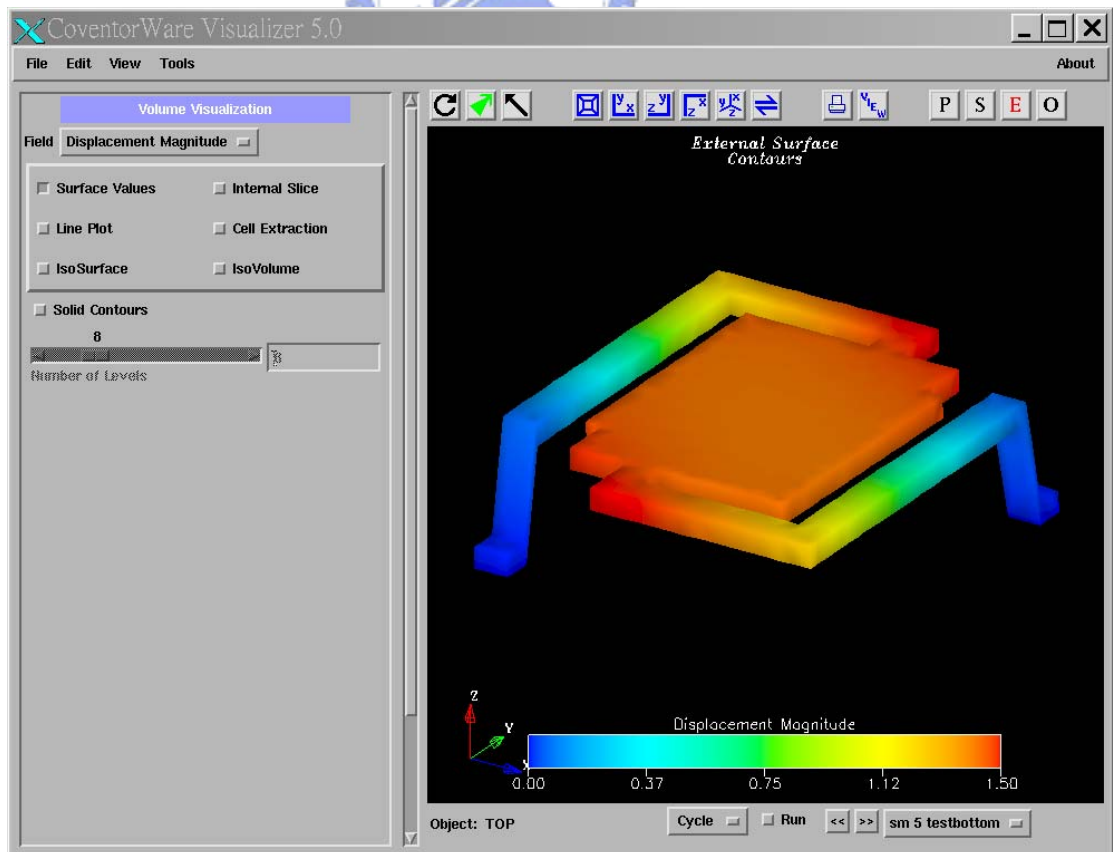 CoventorWare Visualizer 5.0
File Edit View Tools About
Volume Visualization
Field Displacement Magnitude
Surface Values Internal Slice
Line Plot Cell Extraction
IsoSurface IsoVolume
Solid Contours
8
8
Number of Levels
y x
z y
z x
y x z
VIEW
P S E O
External Surface
Contours
Z
Y
X
Displacement Magnitude
0.00 0.37 0.75 1.12 1.50
Object: TOP
Cycle Run << >> sm 5 testbottom